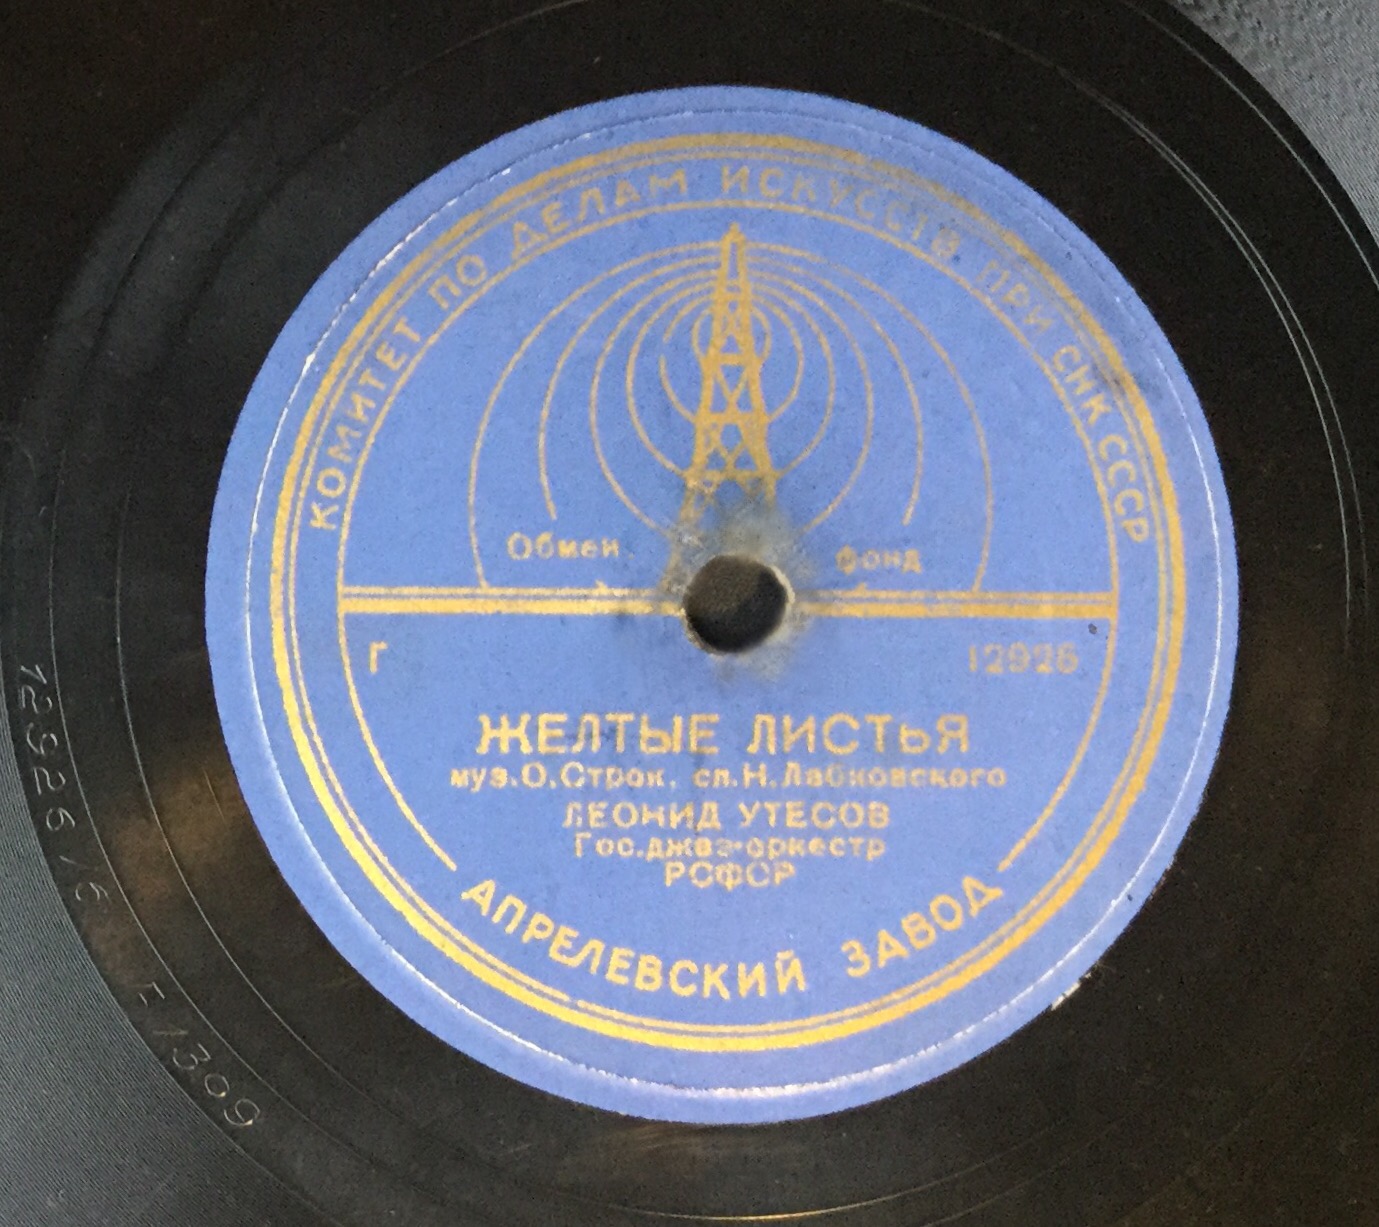 КОМИТЕТ ПО ДЕЛАМ ИСКУССТВ ПРИ СНК СССР
Обмен. фонд
Г 12926
ЖЕЛТЫЕ ЛИСТЬЯ
муз.О.Строк. сл.Н.Лабковского
ЛЕОНИД УТЕСОВ
Гос.джаз-оркестр
РСФСР
АПРЕЛЕВСКИЙ ЗАВОД
12926/6
F 1309